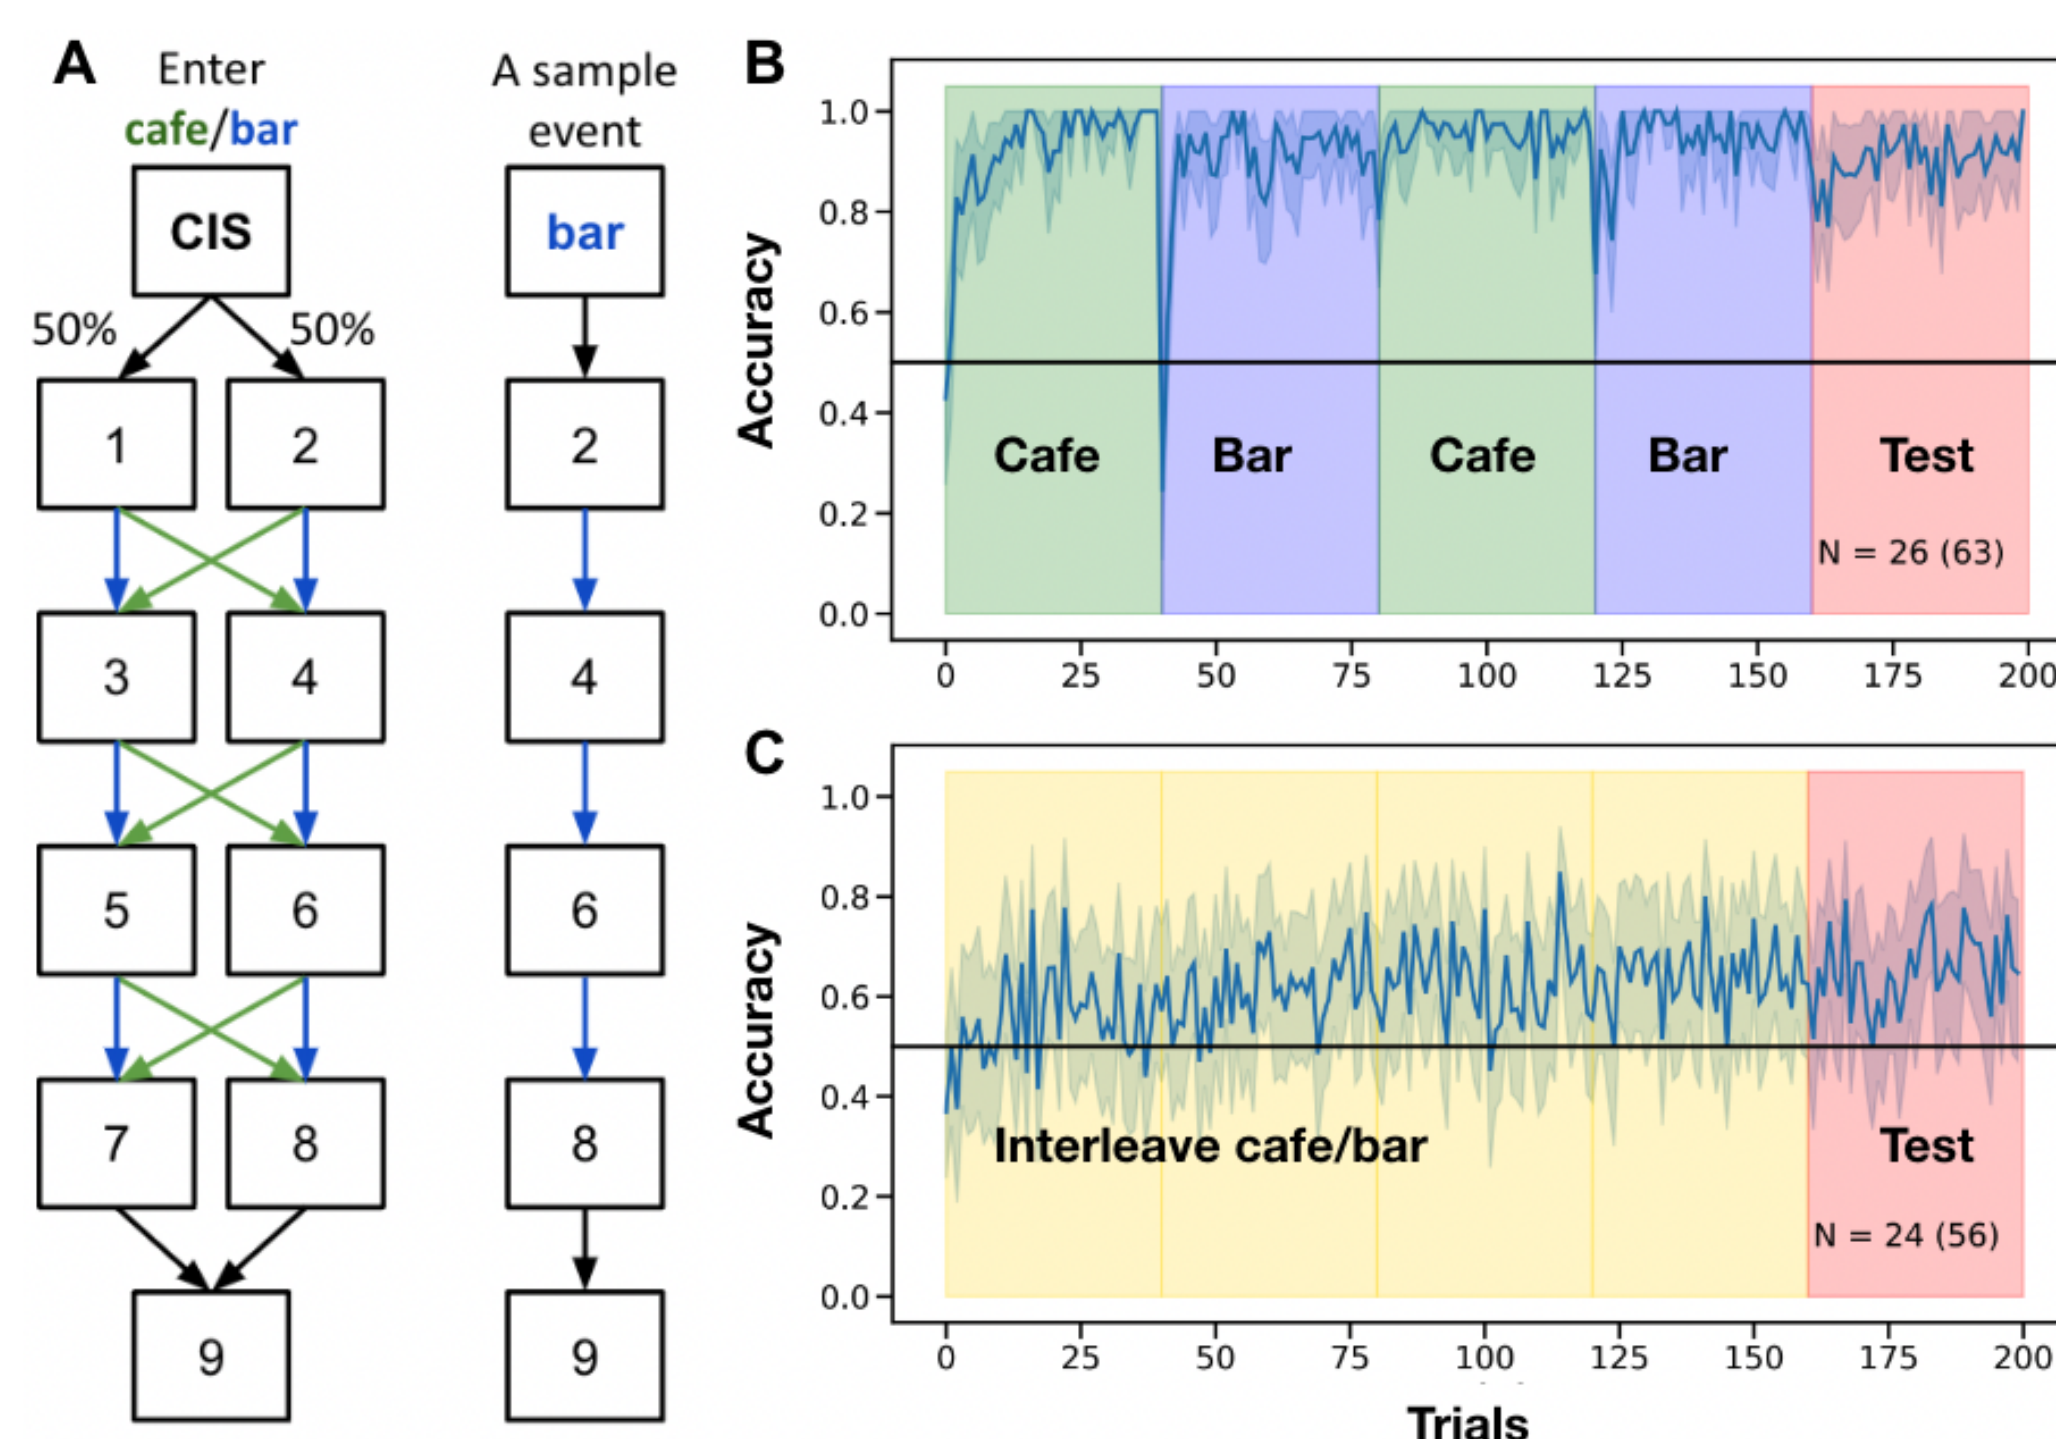 A
Enter
cafe/bar
CIS
50% 50%
1 2
3 4
5 6
7 8
9
A sample
event
bar
2
4
6
8
9
B
Accuracy
1.0
0.8
0.6
0.4
0.2
0.0
Cafe Bar Cafe Bar Test
N = 26 (63)
0 25 50 75 100 125 150 175 200
C
Accuracy
1.0
0.8
0.6
0.4
0.2
0.0
Interleave cafe/bar Test
N = 24 (56)
0 25 50 75 100 125 150 175 200
Trials